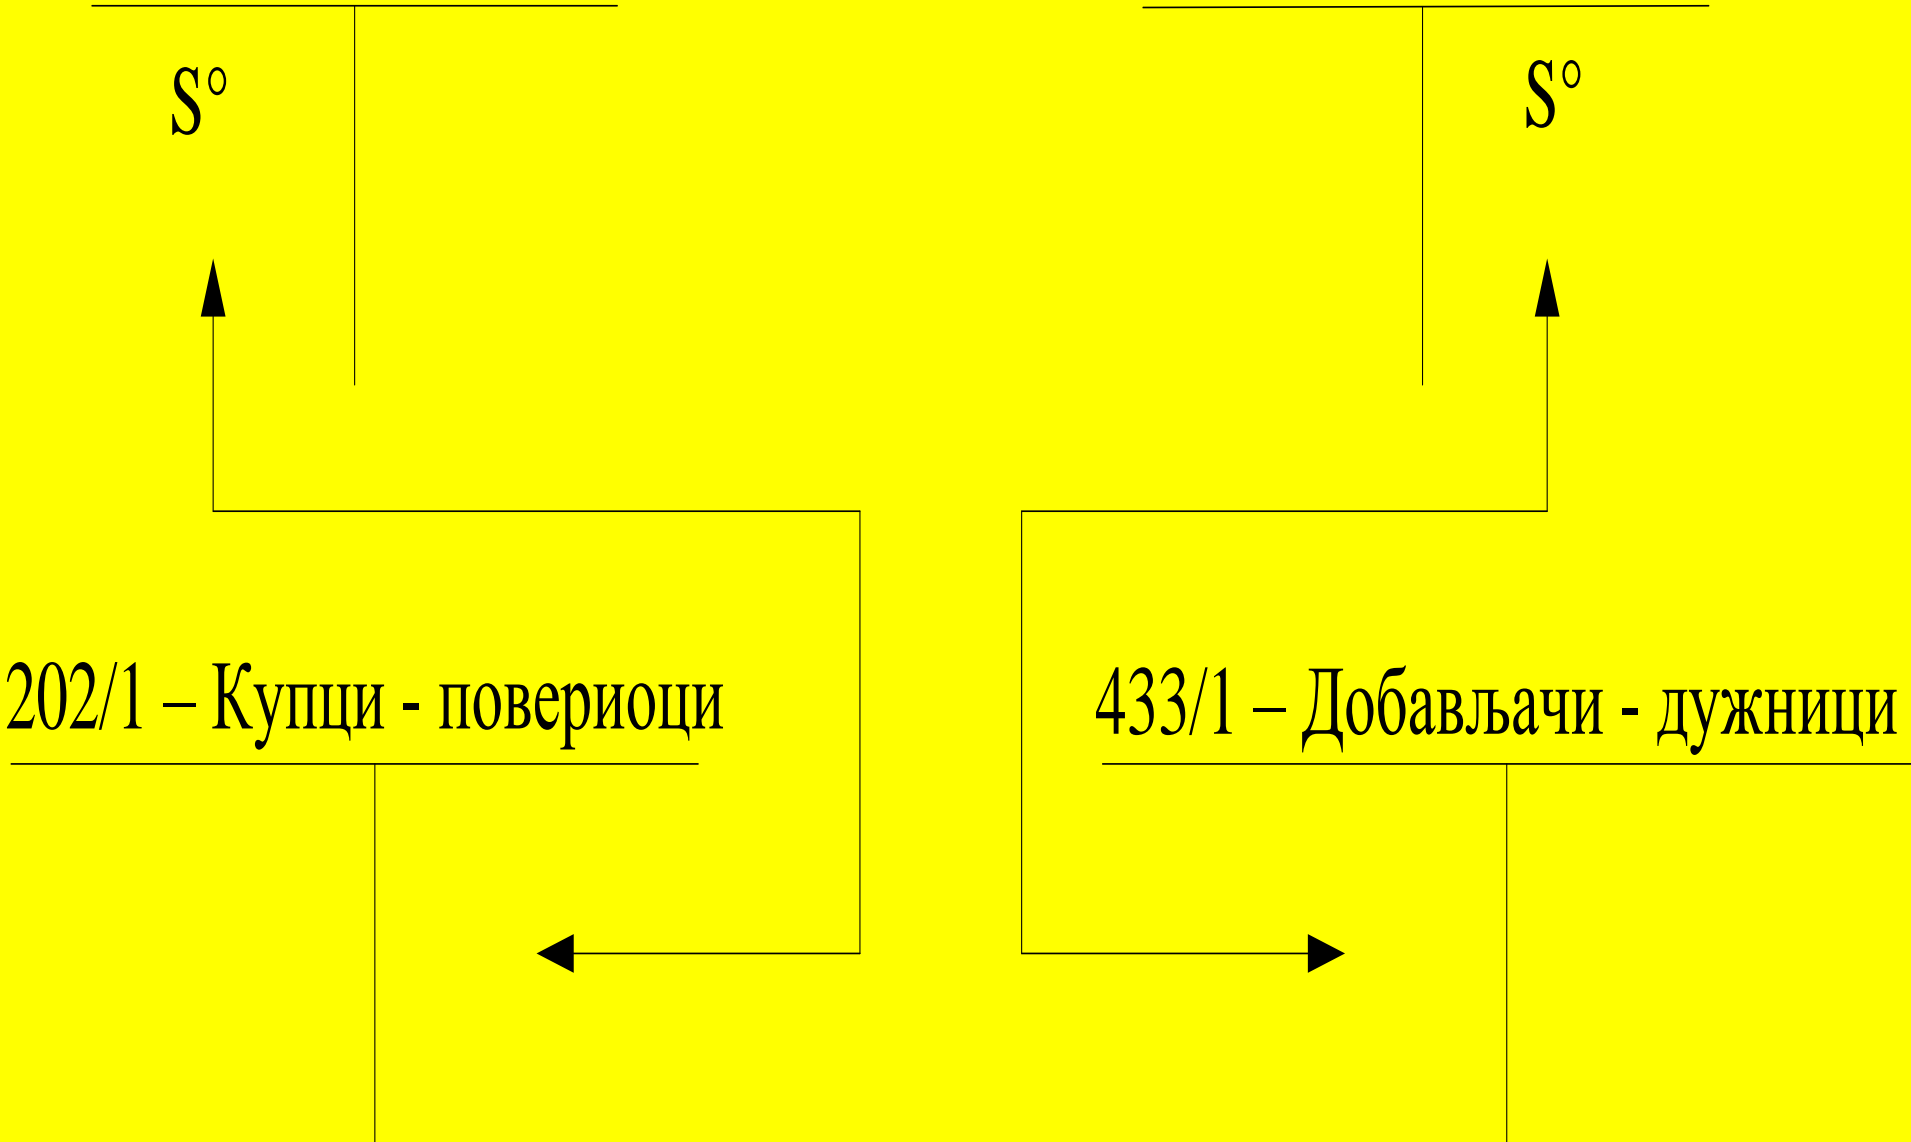 S° S°
202/1 – Купци - повериоци 433/1 – Добављачи - дужници